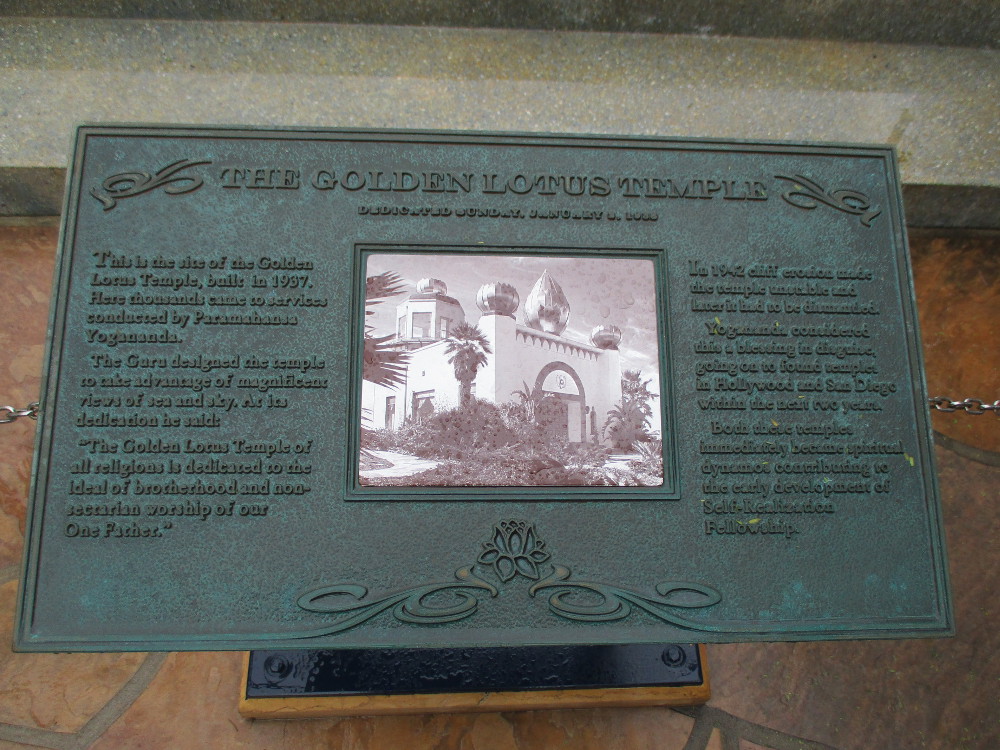 THE GOLDEN LOTUS TEMPLE
DEDICATED SUNDAY, JANUARY 2, 1938
This is the site of the Golden
Lotus Temple, built in 1937.
Here thousands came to services
conducted by Paramahansa
Yogananda.
The Guru designed the temple
to take advantage of magnificent
views of sea and sky. At its
dedication he said:
"The Golden Lotus Temple of
all religions is dedicated to the
ideal of brotherhood and non-
sectarian worship of our
One Father."
In 1942 cliff erosion made
the temple unstable and
later it had to be dismantled.
Yogananda considered
this a blessing in disguise,
going on to found temples
in Hollywood and San Diego
within the next two years.
Both these temples
immediately became spiritual
dynamos contributing to
the early development of
Self-Realization
Fellowship.